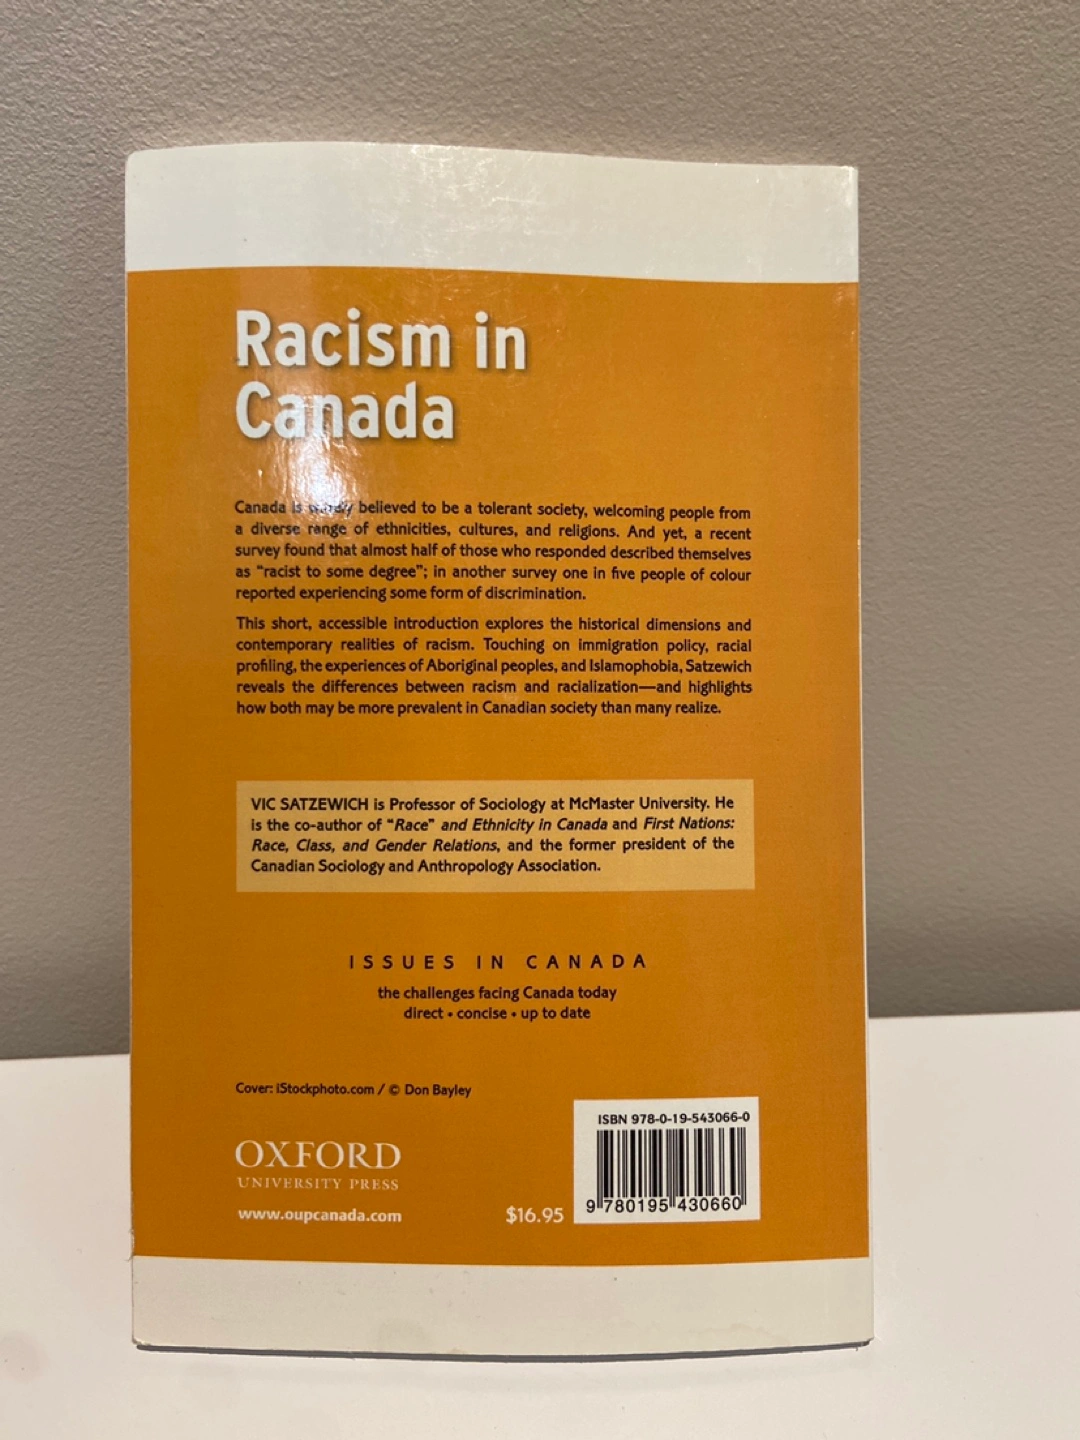 Racism in
Canada
Canada is widely believed to be a tolerant society, welcoming people from
a diverse range of ethnicities, cultures, and religions. And yet, a recent
survey found that almost half of those who responded described themselves
as “racist to some degree”; in another survey one in five people of colour
reported experiencing some form of discrimination.
This short, accessible introduction explores the historical dimensions and
contemporary realities of racism. Touching on immigration policy, racial
profiling, the experiences of Aboriginal peoples, and Islamophobia, Satzewich
reveals the differences between racism and racialization—and highlights
how both may be more prevalent in Canadian society than many realize.
VIC SATZEWICH is Professor of Sociology at McMaster University. He
is the co-author of “Race” and Ethnicity in Canada and First Nations:
Race, Class, and Gender Relations, and the former president of the
Canadian Sociology and Anthropology Association.
ISSUES IN CANADA
the challenges facing Canada today
direct • concise • up to date
Cover: iStockphoto.com / © Don Bayley
ISBN 978-0-19-543066-0
OXFORD
UNIVERSITY PRESS
www.oupcanada.com
$16.95
9 780195 430660